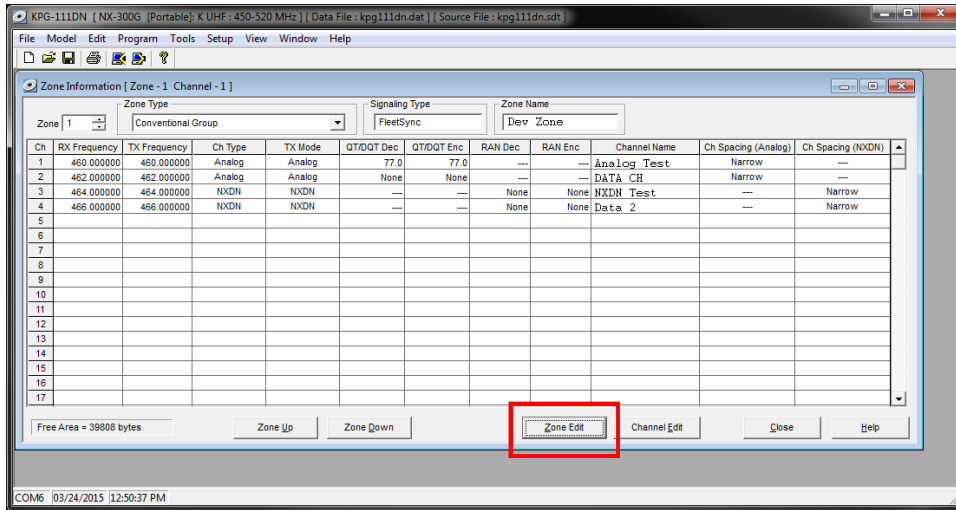 KPG-111DN [ NX-300G [Portable]: K UHF : 450-520 MHz ] [ Data File : kpg111dn.dat ] [ Source File : kpg111dn.sdt ]
File Model Edit Program Tools Setup View Window Help
Zone Information [ Zone - 1 Channel - 1 ]
Zone Type Signaling Type Zone Name
Zone 1 Conventional Group FleetSync Dev Zone
Ch RX Frequency TX Frequency Ch Type TX Mode QT/DQT Dec QT/DQT Enc RAN Dec RAN Enc Channel Name Ch Spacing (Analog) Ch Spacing (NXDN)
1 460.000000 460.000000 Analog Analog 77.0 77.0 --- --- Analog Test Narrow ---
2 462.000000 462.000000 Analog Analog None None --- --- DATA CH Narrow ---
3 464.000000 464.000000 NXDN NXDN --- --- None None NXDN Test --- Narrow
4 466.000000 466.000000 NXDN NXDN --- --- None None Data 2 --- Narrow
5
6
7
8
9
10
11
12
13
14
15
16
17
Free Area = 39808 bytes Zone Up Zone Down Zone Edit Channel Edit Close Help
COM6 03/24/2015 12:50:37 PM